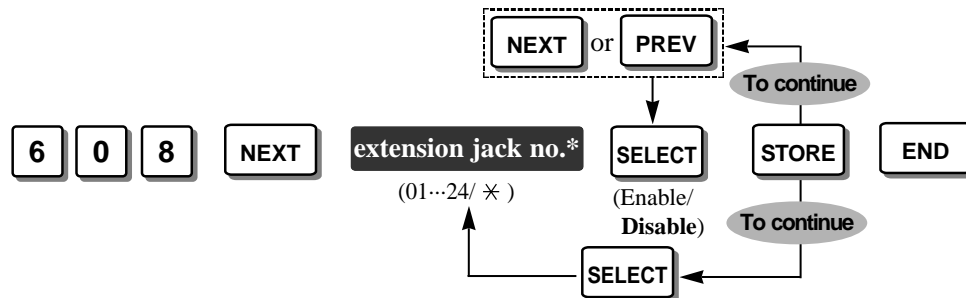 NEXT or PREV
To continue
6 0 8 NEXT extension jack no.* SELECT STORE END
(01···24/ ✳ )
(Enable/
Disable)
To continue
SELECT